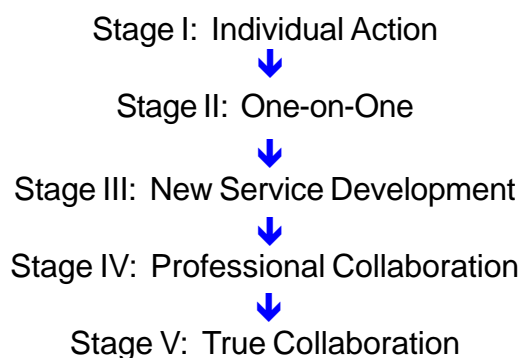 Stage I: Individual Action
Stage II: One-on-One
Stage III: New Service Development
Stage IV: Professional Collaboration
Stage V: True Collaboration